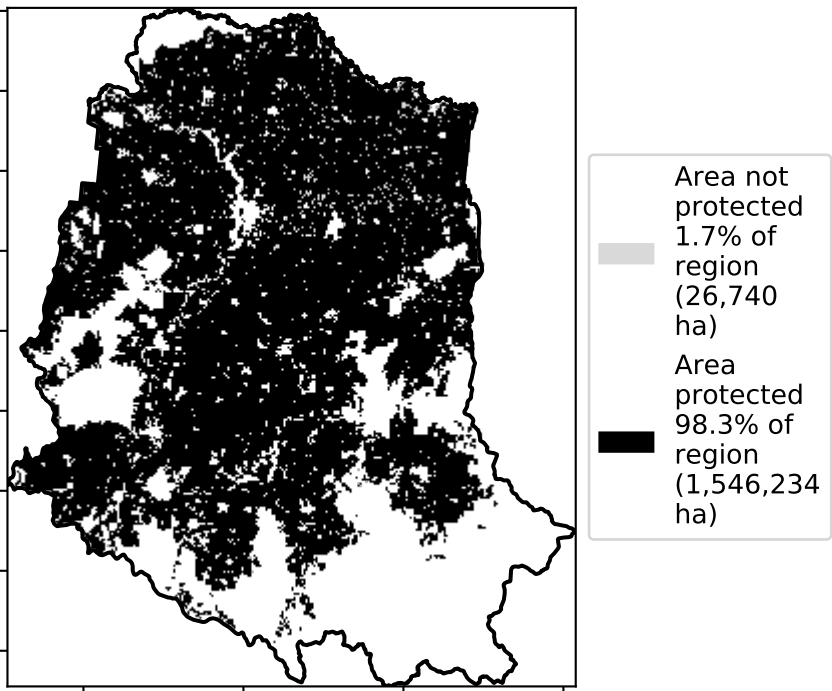 Area not
protected
1.7% of
region
(26,740
ha)
Area
protected
98.3% of
region
(1,546,234
ha)